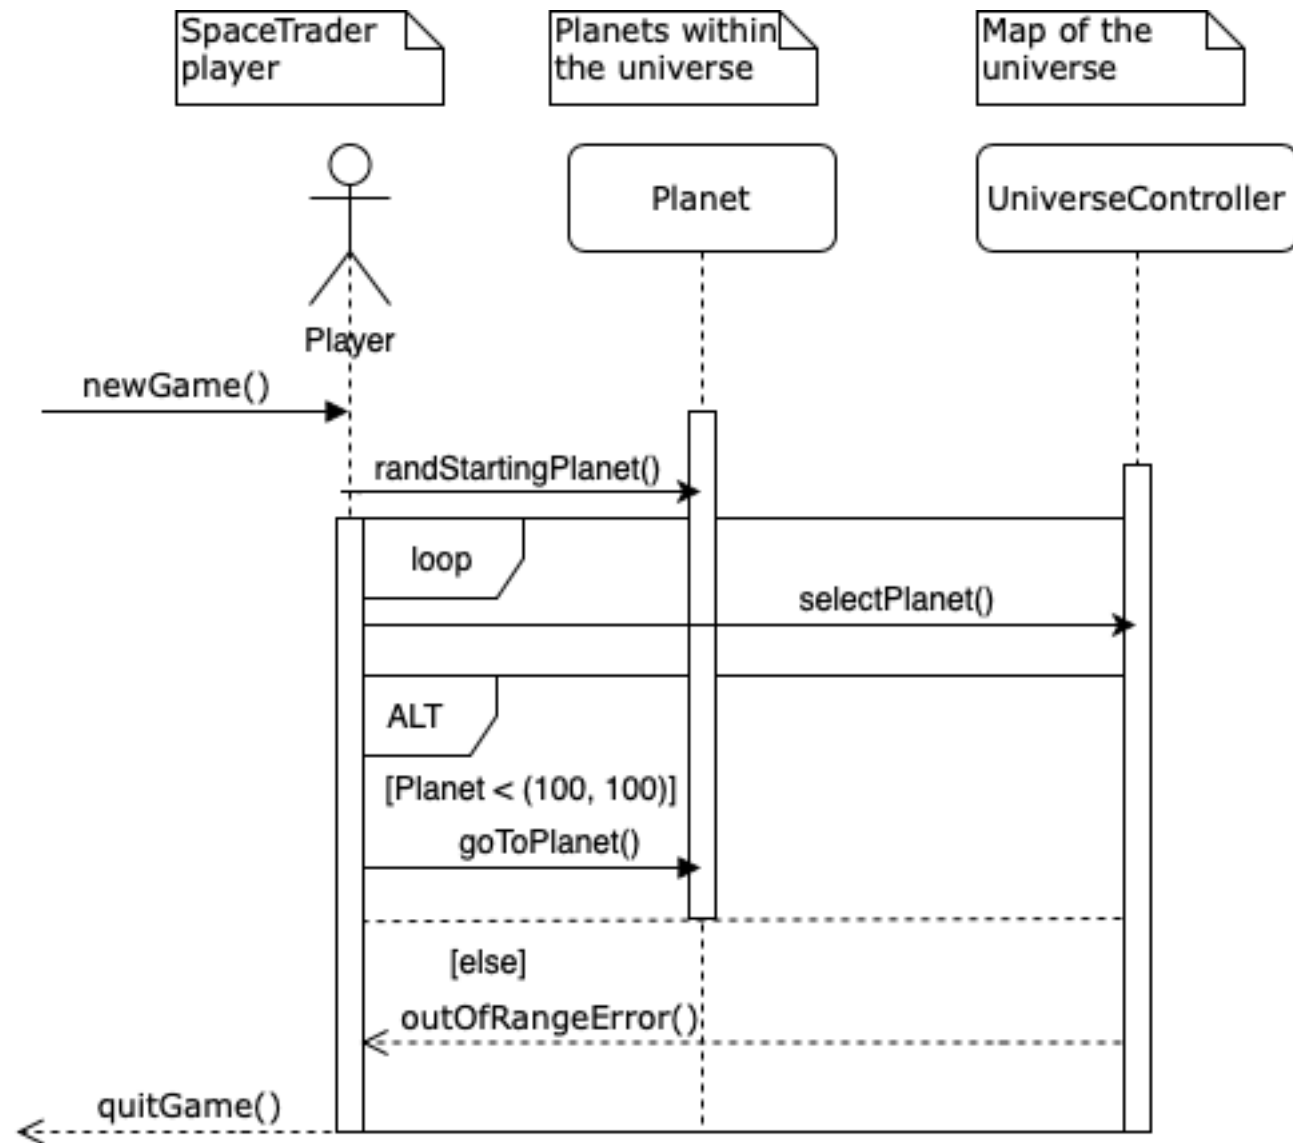 SpaceTrader
player
Planets within
the universe
Map of the
universe
Planet
UniverseController
Player
newGame()
randStartingPlanet()
loop
selectPlanet()
ALT
[Planet < (100, 100)]
goToPlanet()
[else]
outOfRangeError()
quitGame()